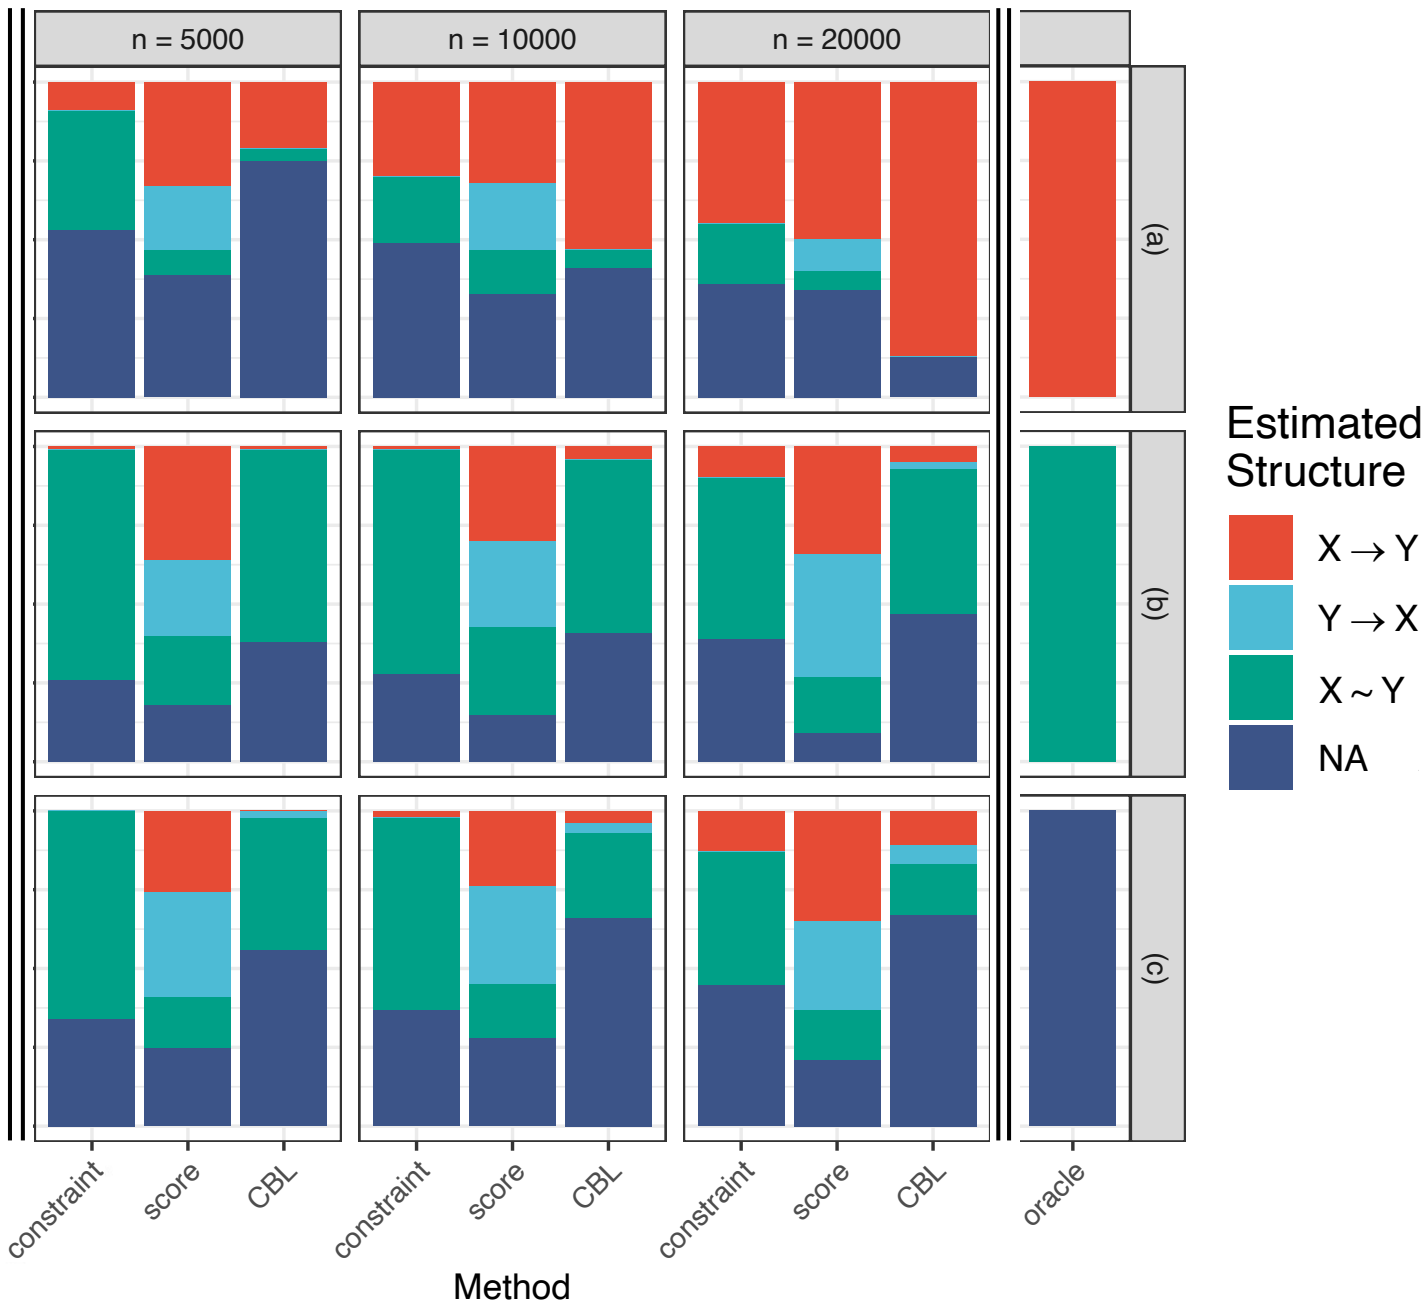 n = 5000
n = 10000
n = 20000
(a)
(b)
(c)
Estimated
Structure
X → Y
Y → X
X ~ Y
NA
constraint
score
CBL
constraint
score
CBL
constraint
score
CBL
oracle
Method